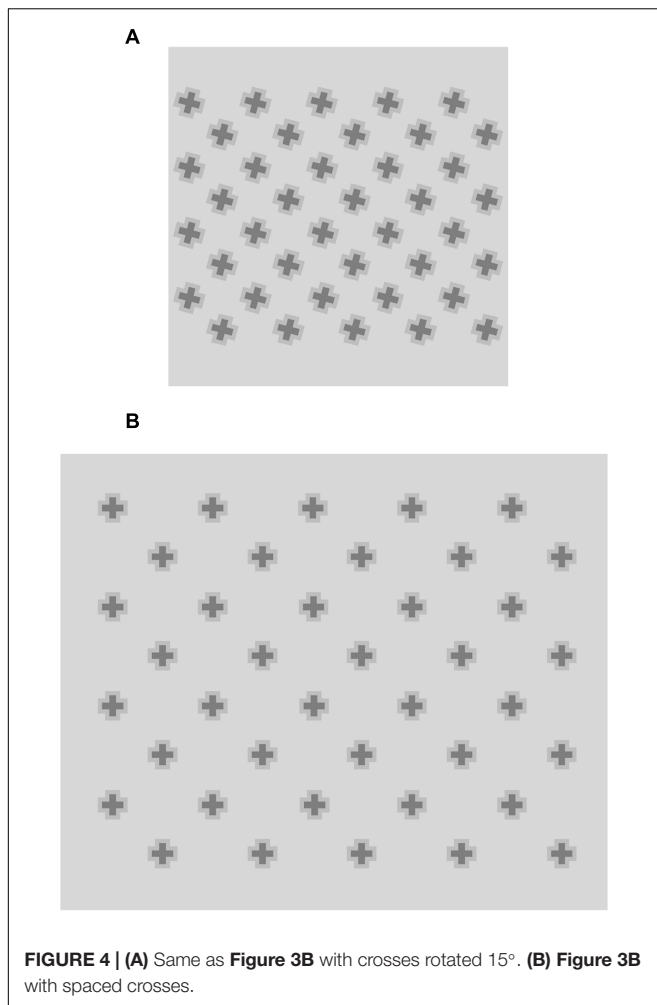 A
B
FIGURE 4 | (A) Same as Figure 3B with crosses rotated 15°. (B) Figure 3B
with spaced crosses.